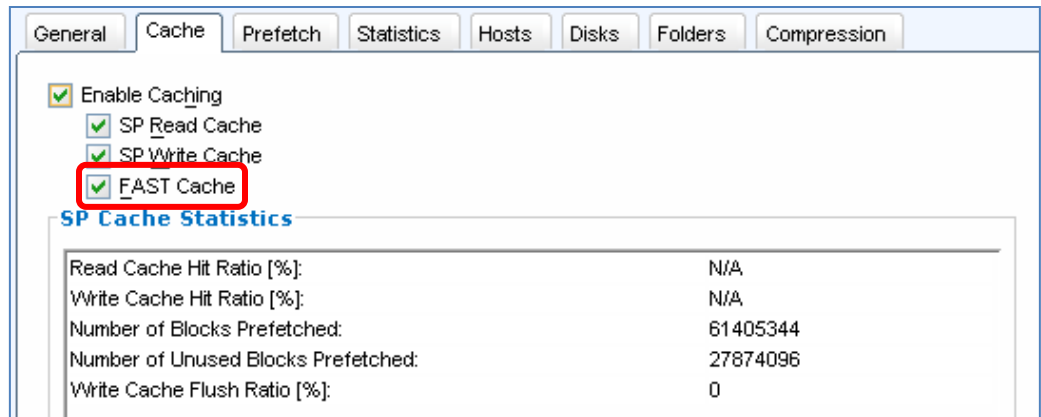 General Cache Prefetch Statistics Hosts Disks Folders Compression
Enable Caching
SP Read Cache
SP Write Cache
FAST Cache
SP Cache Statistics
Read Cache Hit Ratio [%]: N/A
Write Cache Hit Ratio [%]: N/A
Number of Blocks Prefetched: 61405344
Number of Unused Blocks Prefetched: 27874096
Write Cache Flush Ratio [%]: 0